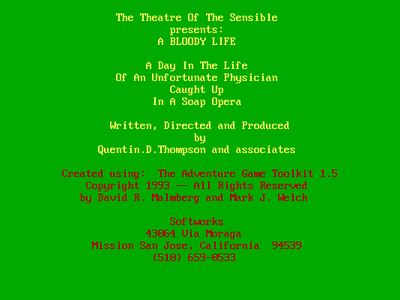 The Theatre Of The Sensible
presents:
A BLOODY LIFE
A Day In The Life
Of An Unfortunate Physician
Caught Up
In A Soap Opera
Written, Directed and Produced
by
Quentin.D.Thompson and associates
Created using:  The Adventure Game Toolkit 1.5
Copyright 1993 -- All Rights Reserved
by David R. Malmberg and Mark J. Welch
Softworks
43064 Via Moraga
Mission San Jose, California  94539
(510) 659-0533